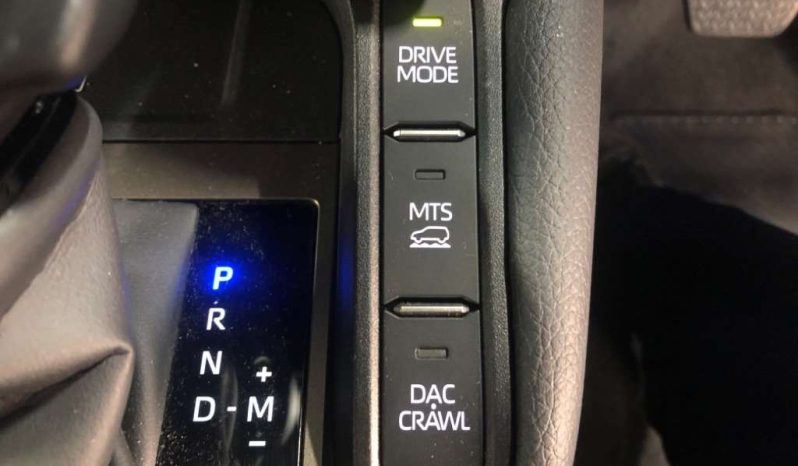 DRIVE
MODE
MTS
DAC
CRAWL
P
R
N
+
D-M
-